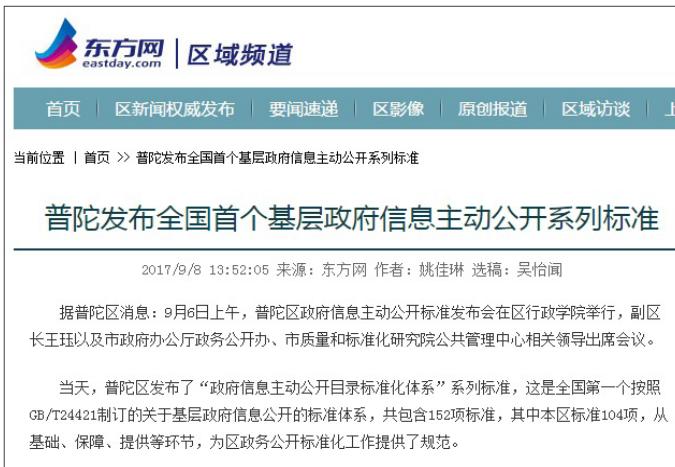 东方网
eastday.com
区域频道
首页 区新闻权威发布 要闻速递 区影像 原创报道 区域访谈 上
当前位置 | 首页 >> 普陀发布全国首个基层政府信息主动公开系列标准
普陀发布全国首个基层政府信息主动公开系列标准
2017/9/8 13:52:05 来源：东方网 作者：姚佳琳 选稿：吴怡闻
据普陀区消息：9月6日上午，普陀区政府信息主动公开标准发布会在区行政学院举行，副区
长王珏以及市政府办公厅政务公开办、市质量和标准化研究院公共管理中心相关领导出席会议。
当天，普陀区发布了“政府信息主动公开目录标准化体系”系列标准，这是全国第一个按照
GB/T24421制订的关于基层政府信息公开的标准体系，共包含152项标准，其中本区标准104项，从
基础、保障、提供等环节，为区政务公开标准化工作提供了规范。